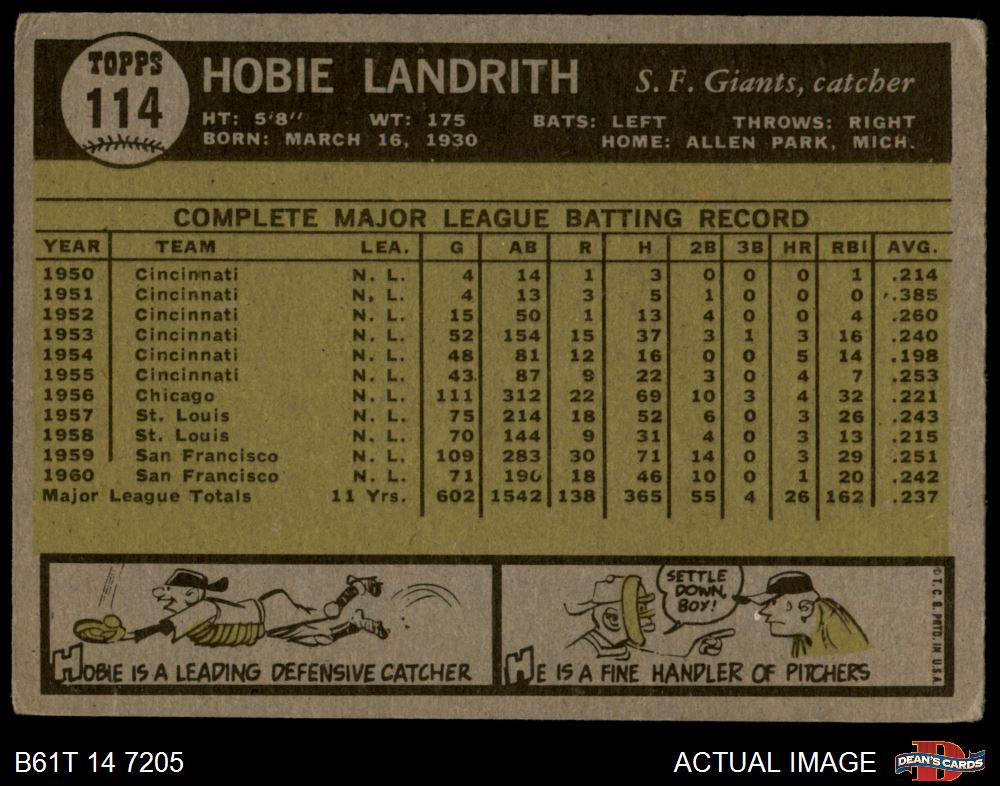 TOPPS
114
HOBIE LANDRITH S. F. Giants, catcher
HT: 5'8" WT: 175 BATS: LEFT THROWS: RIGHT
BORN: MARCH 16, 1930 HOME: ALLEN PARK, MICH.
COMPLETE MAJOR LEAGUE BATTING RECORD
YEAR TEAM LEA. G AB R H 2B 3B HR RBI AVG.
1950 Cincinnati N. L. 4 14 1 3 0 0 0 1 .214
1951 Cincinnati N. L. 4 13 3 5 1 0 0 0 .385
1952 Cincinnati N. L. 15 50 1 13 4 0 0 4 .260
1953 Cincinnati N. L. 52 154 15 37 3 1 3 16 .240
1954 Cincinnati N. L. 48 81 12 16 0 0 5 14 .198
1955 Cincinnati N. L. 43 87 9 22 3 0 4 7 .253
1956 Chicago N. L. 111 312 22 69 10 3 4 32 .221
1957 St. Louis N. L. 75 214 18 52 6 0 3 26 .243
1958 St. Louis N. L. 70 144 9 31 4 0 3 13 .215
1959 San Francisco N. L. 109 283 30 71 14 0 3 29 .251
1960 San Francisco N. L. 71 190 18 46 10 0 1 20 .242
Major League Totals 11 Yrs. 602 1542 138 365 55 4 26 162 .237
HOBIE IS A LEADING DEFENSIVE CATCHER
SETTLE
DOWN,
BOY!
HE IS A FINE HANDLER OF PITCHERS
© T. C. G. PRTD. IN U.S.A.
B61T 14 7205 ACTUAL IMAGE
D
DEAN'S CARDS